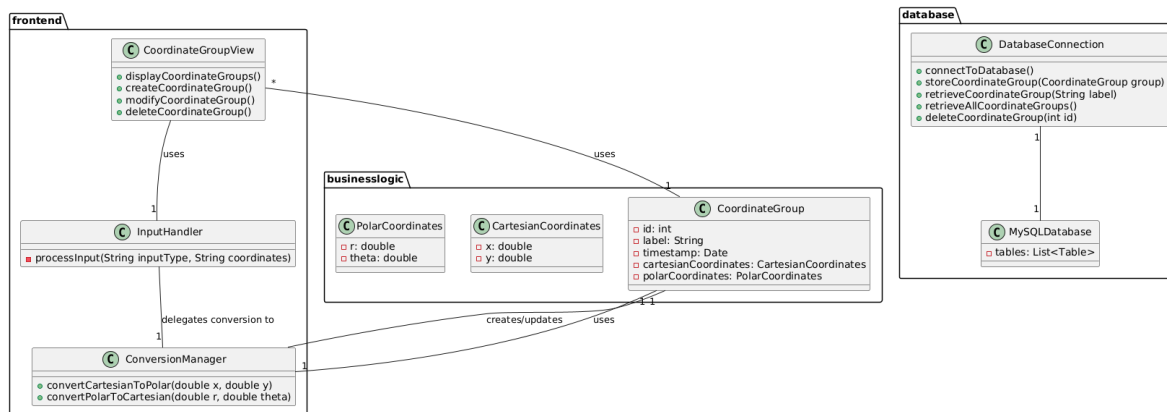 frontend
C CoordinateGroupView
displayCoordinateGroups()
createCoordinateGroup()
modifyCoordinateGroup()
deleteCoordinateGroup()
*
uses
1
C InputHandler
processInput(String inputType, String coordinates)
delegates conversion to
1
C ConversionManager
convertCartesianToPolar(double x, double y)
convertPolarToCartesian(double r, double theta)
uses
1
businesslogic
C PolarCoordinates
r: double
theta: double
C CartesianCoordinates
x: double
y: double
C CoordinateGroup
id: int
label: String
timestamp: Date
cartesianCoordinates: CartesianCoordinates
polarCoordinates: PolarCoordinates
1 1
creates/updates
uses
1
database
C DatabaseConnection
connectToDatabase()
storeCoordinateGroup(CoordinateGroup group)
retrieveCoordinateGroup(String label)
retrieveAllCoordinateGroups()
deleteCoordinateGroup(int id)
1
1
C MySQLDatabase
tables: List<Table>